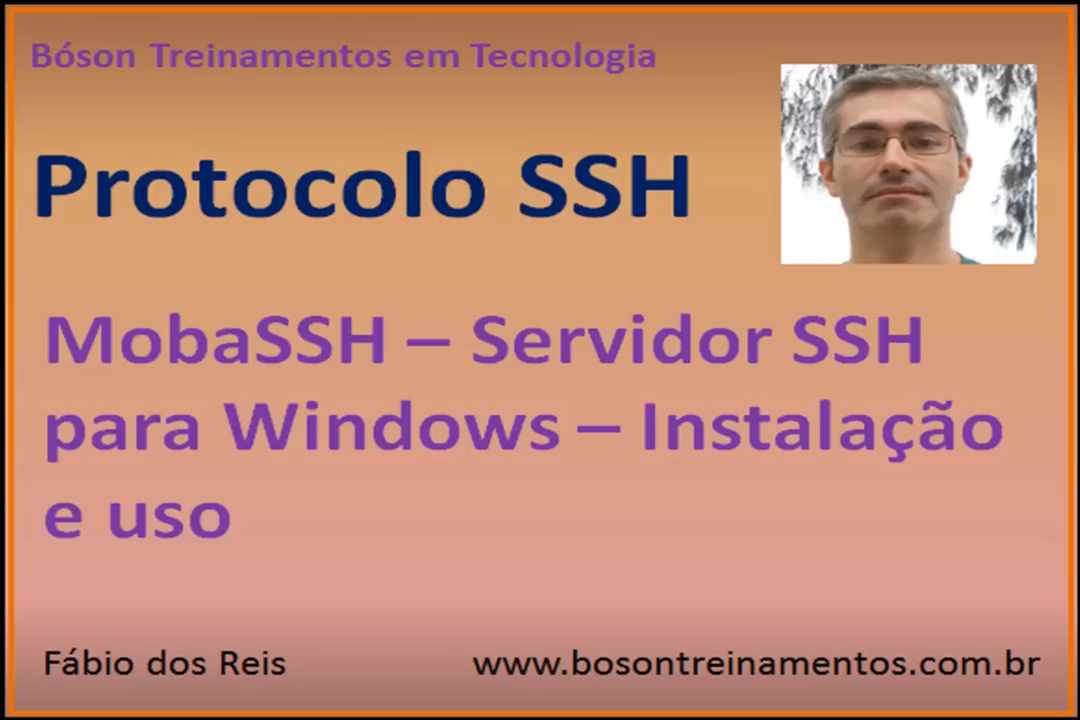 Bóson Treinamentos em Tecnologia
Protocolo SSH
MobaSSH – Servidor SSH
para Windows – Instalação
e uso
Fábio dos Reis
www.bosontreinamentos.com.br